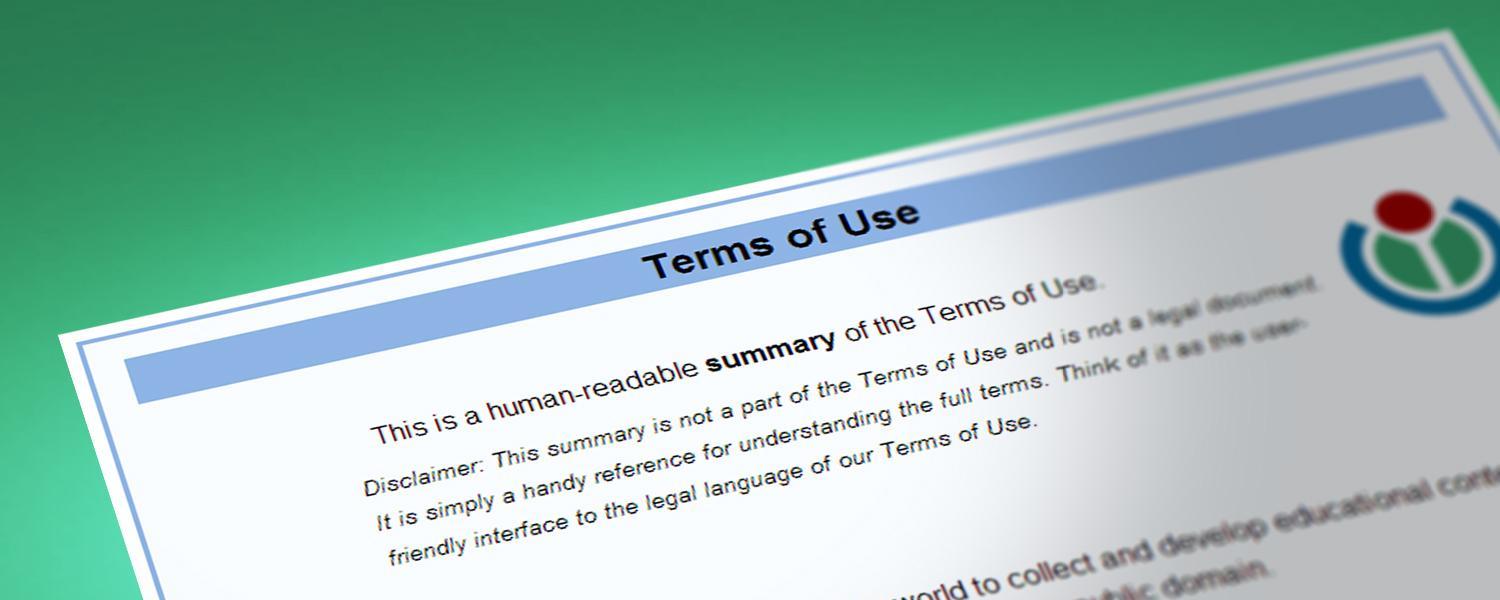 Terms of Use
This is a human-readable summary of the Terms of Use.
Disclaimer: This summary is not a part of the Terms of Use and is not a legal document.
It is simply a handy reference for understanding the full terms. Think of it as the user-
friendly interface to the legal language of our Terms of Use.
world to collect and develop educational
public domain.